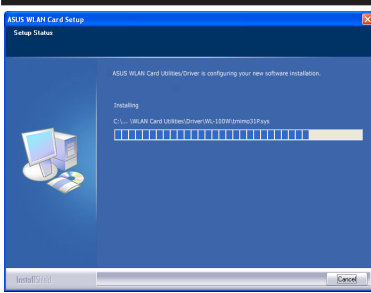 ASUS WLAN Card Setup
Setup Status
ASUS WLAN Card Utilities/Driver is configuring your new software installation.
Installing
C:\... \WLAN Card Utilities\Driver\WL-100W\trnimo31P.sys
InstallShield
Cancel